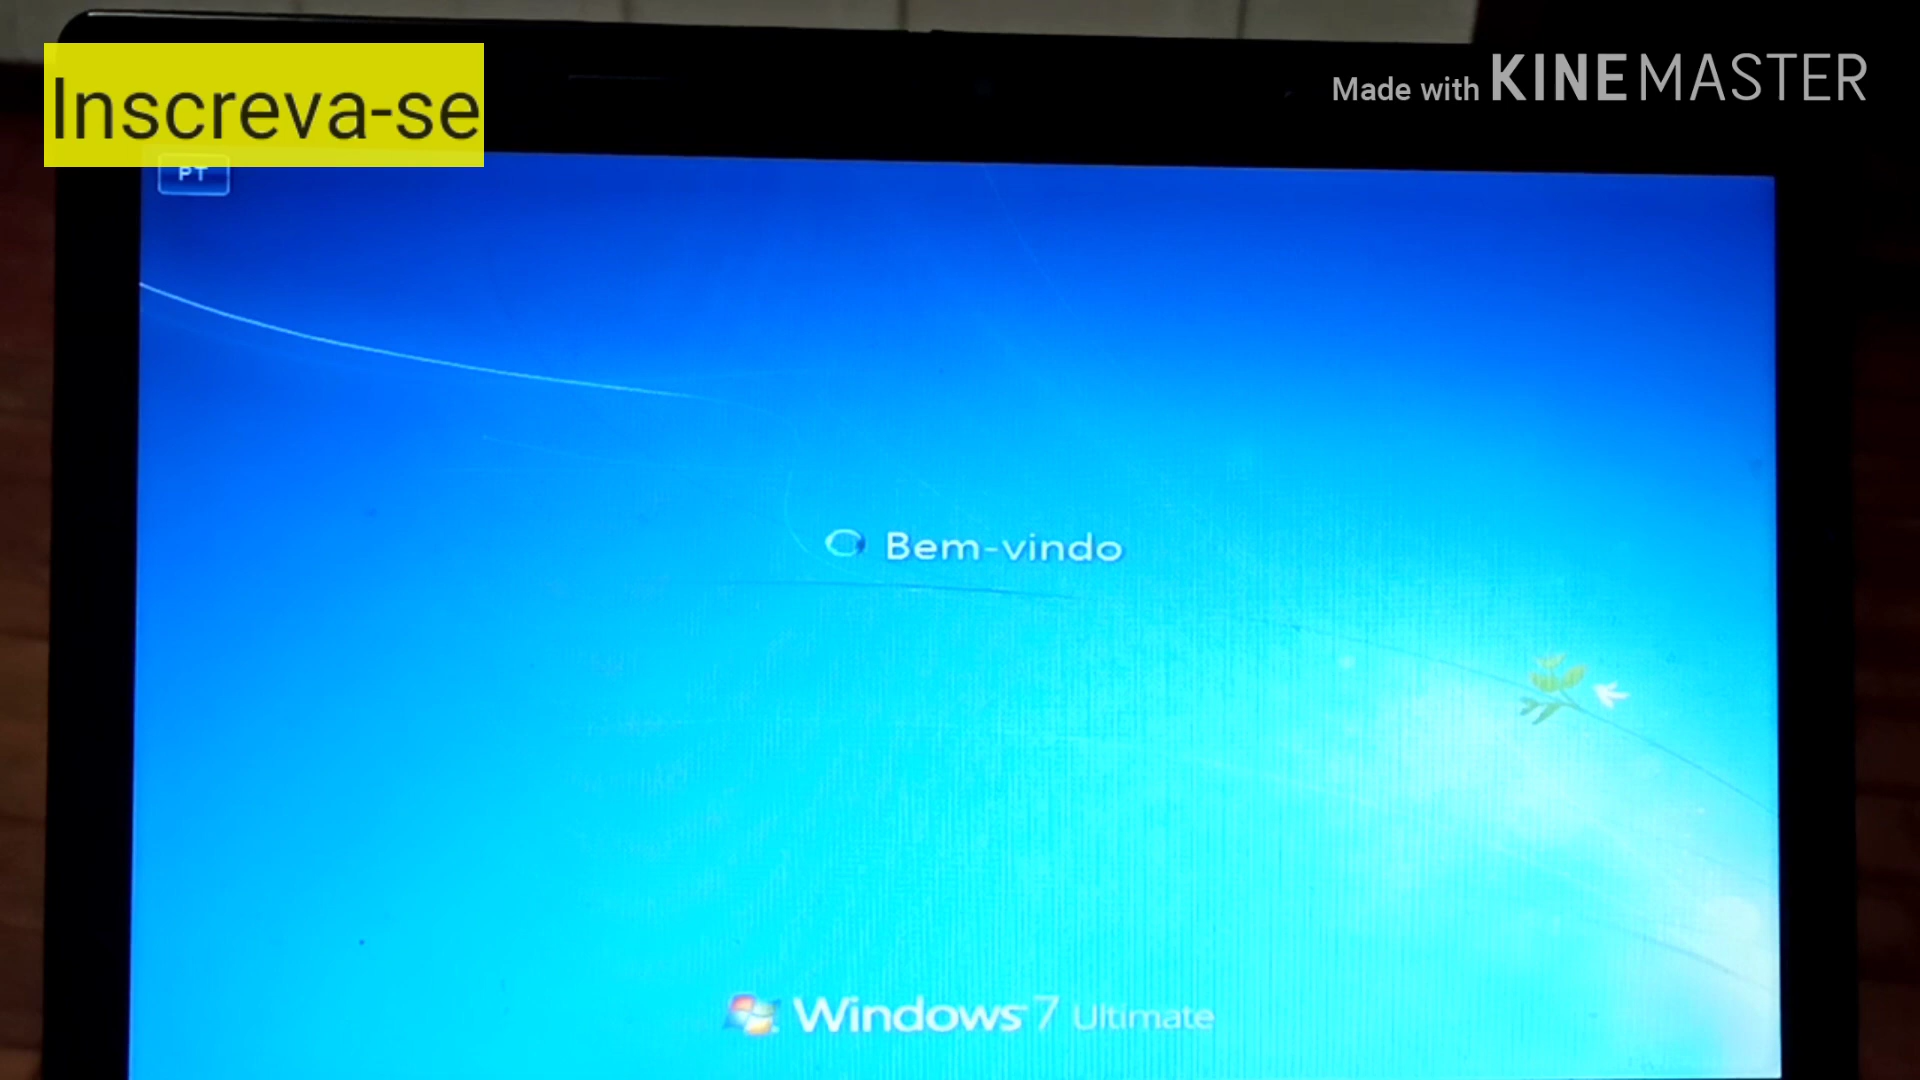 Inscreva-se
Made with KINEMASTER
PT
Bem-vindo
Windows 7 Ultimate